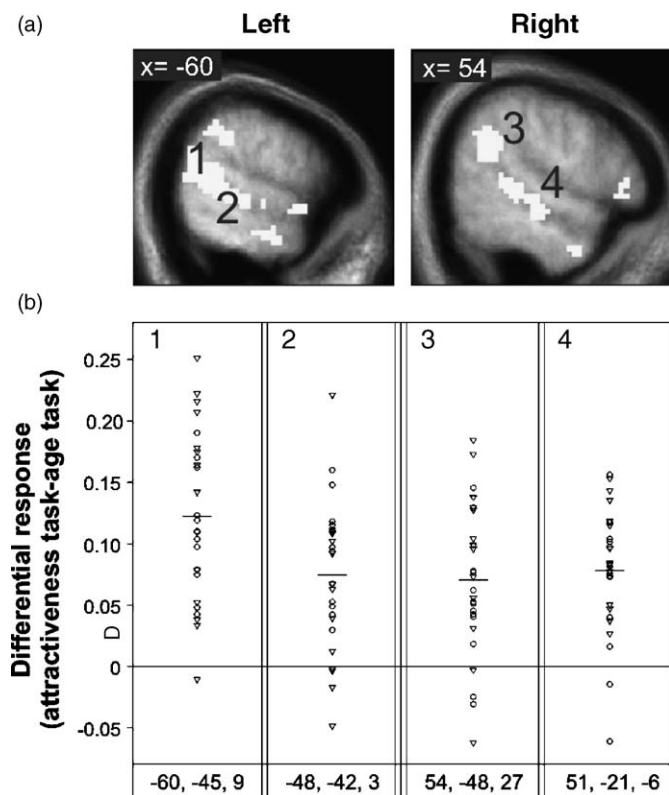 (a)
Left
Right
x= -60
x= 54
1
2
3
4
(b)
Differential response
(attractiveness task-age task)
D
0.25
0.20
0.15
0.10
0.05
0
-0.05
1
2
3
4
-60, -45, 9
-48, -42, 3
54, -48, 27
51, -21, -6